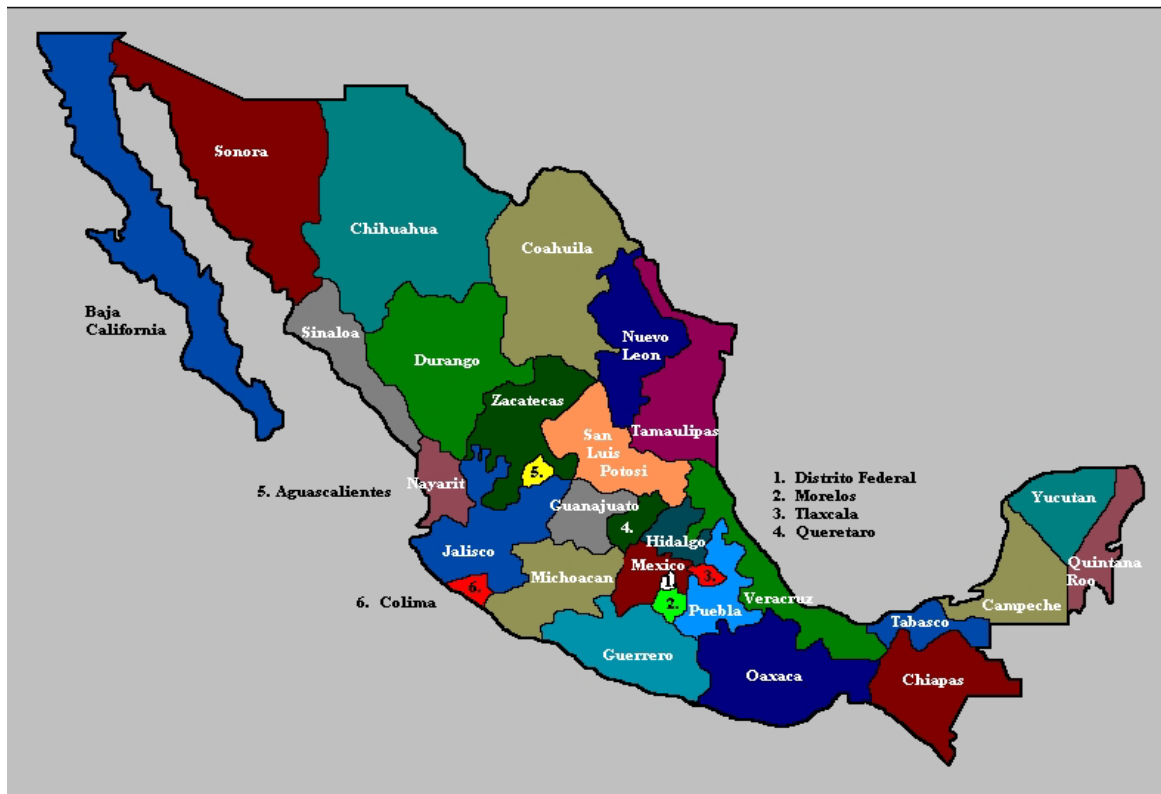 Sonora
Chihuahua
Coahuila
Baja
California
Sinaloa
Nuevo
Leon
Durango
Zacatecas
San
Luis
Potosi
Tamaulipas
5.
Nayarit
5. Aguascalientes
Guanajuato
4.
Hidalgo
1. Distrito Federal
2. Morelos
3. Tlaxcala
4. Queretaro
Yucutan
Jalisco
Quintana
Roo
Mexico
Michoacan
1
3.
6.
6. Colima
2.
Puebla
Veracruz
Campeche
Tabasco
Guerrero
Oaxaca
Chiapas